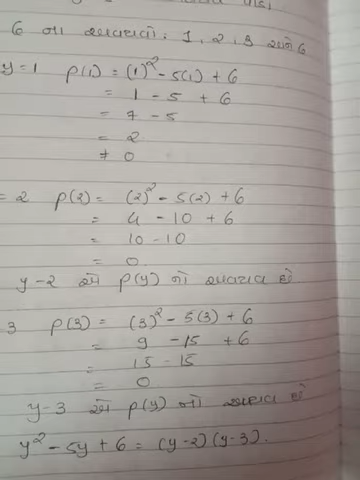 6 ના અવયવો: 1, 2, 3 અને 6
y=1 p(1) = (1)² - 5(1) + 6
= 1 - 5 + 6
= 7 - 5
= 2
≠ 0
= 2 p(2) = (2)² - 5(2) + 6
= 4 - 10 + 6
= 10 - 10
= 0
y-2 એ p(y) નો અવયવ છે
3 p(3) = (3)² - 5(3) + 6
= 9 - 15 + 6
= 15 - 15
= 0
y-3 એ p(y) નો અવયવ છે
y² - 5y + 6 = (y-2)(y-3).